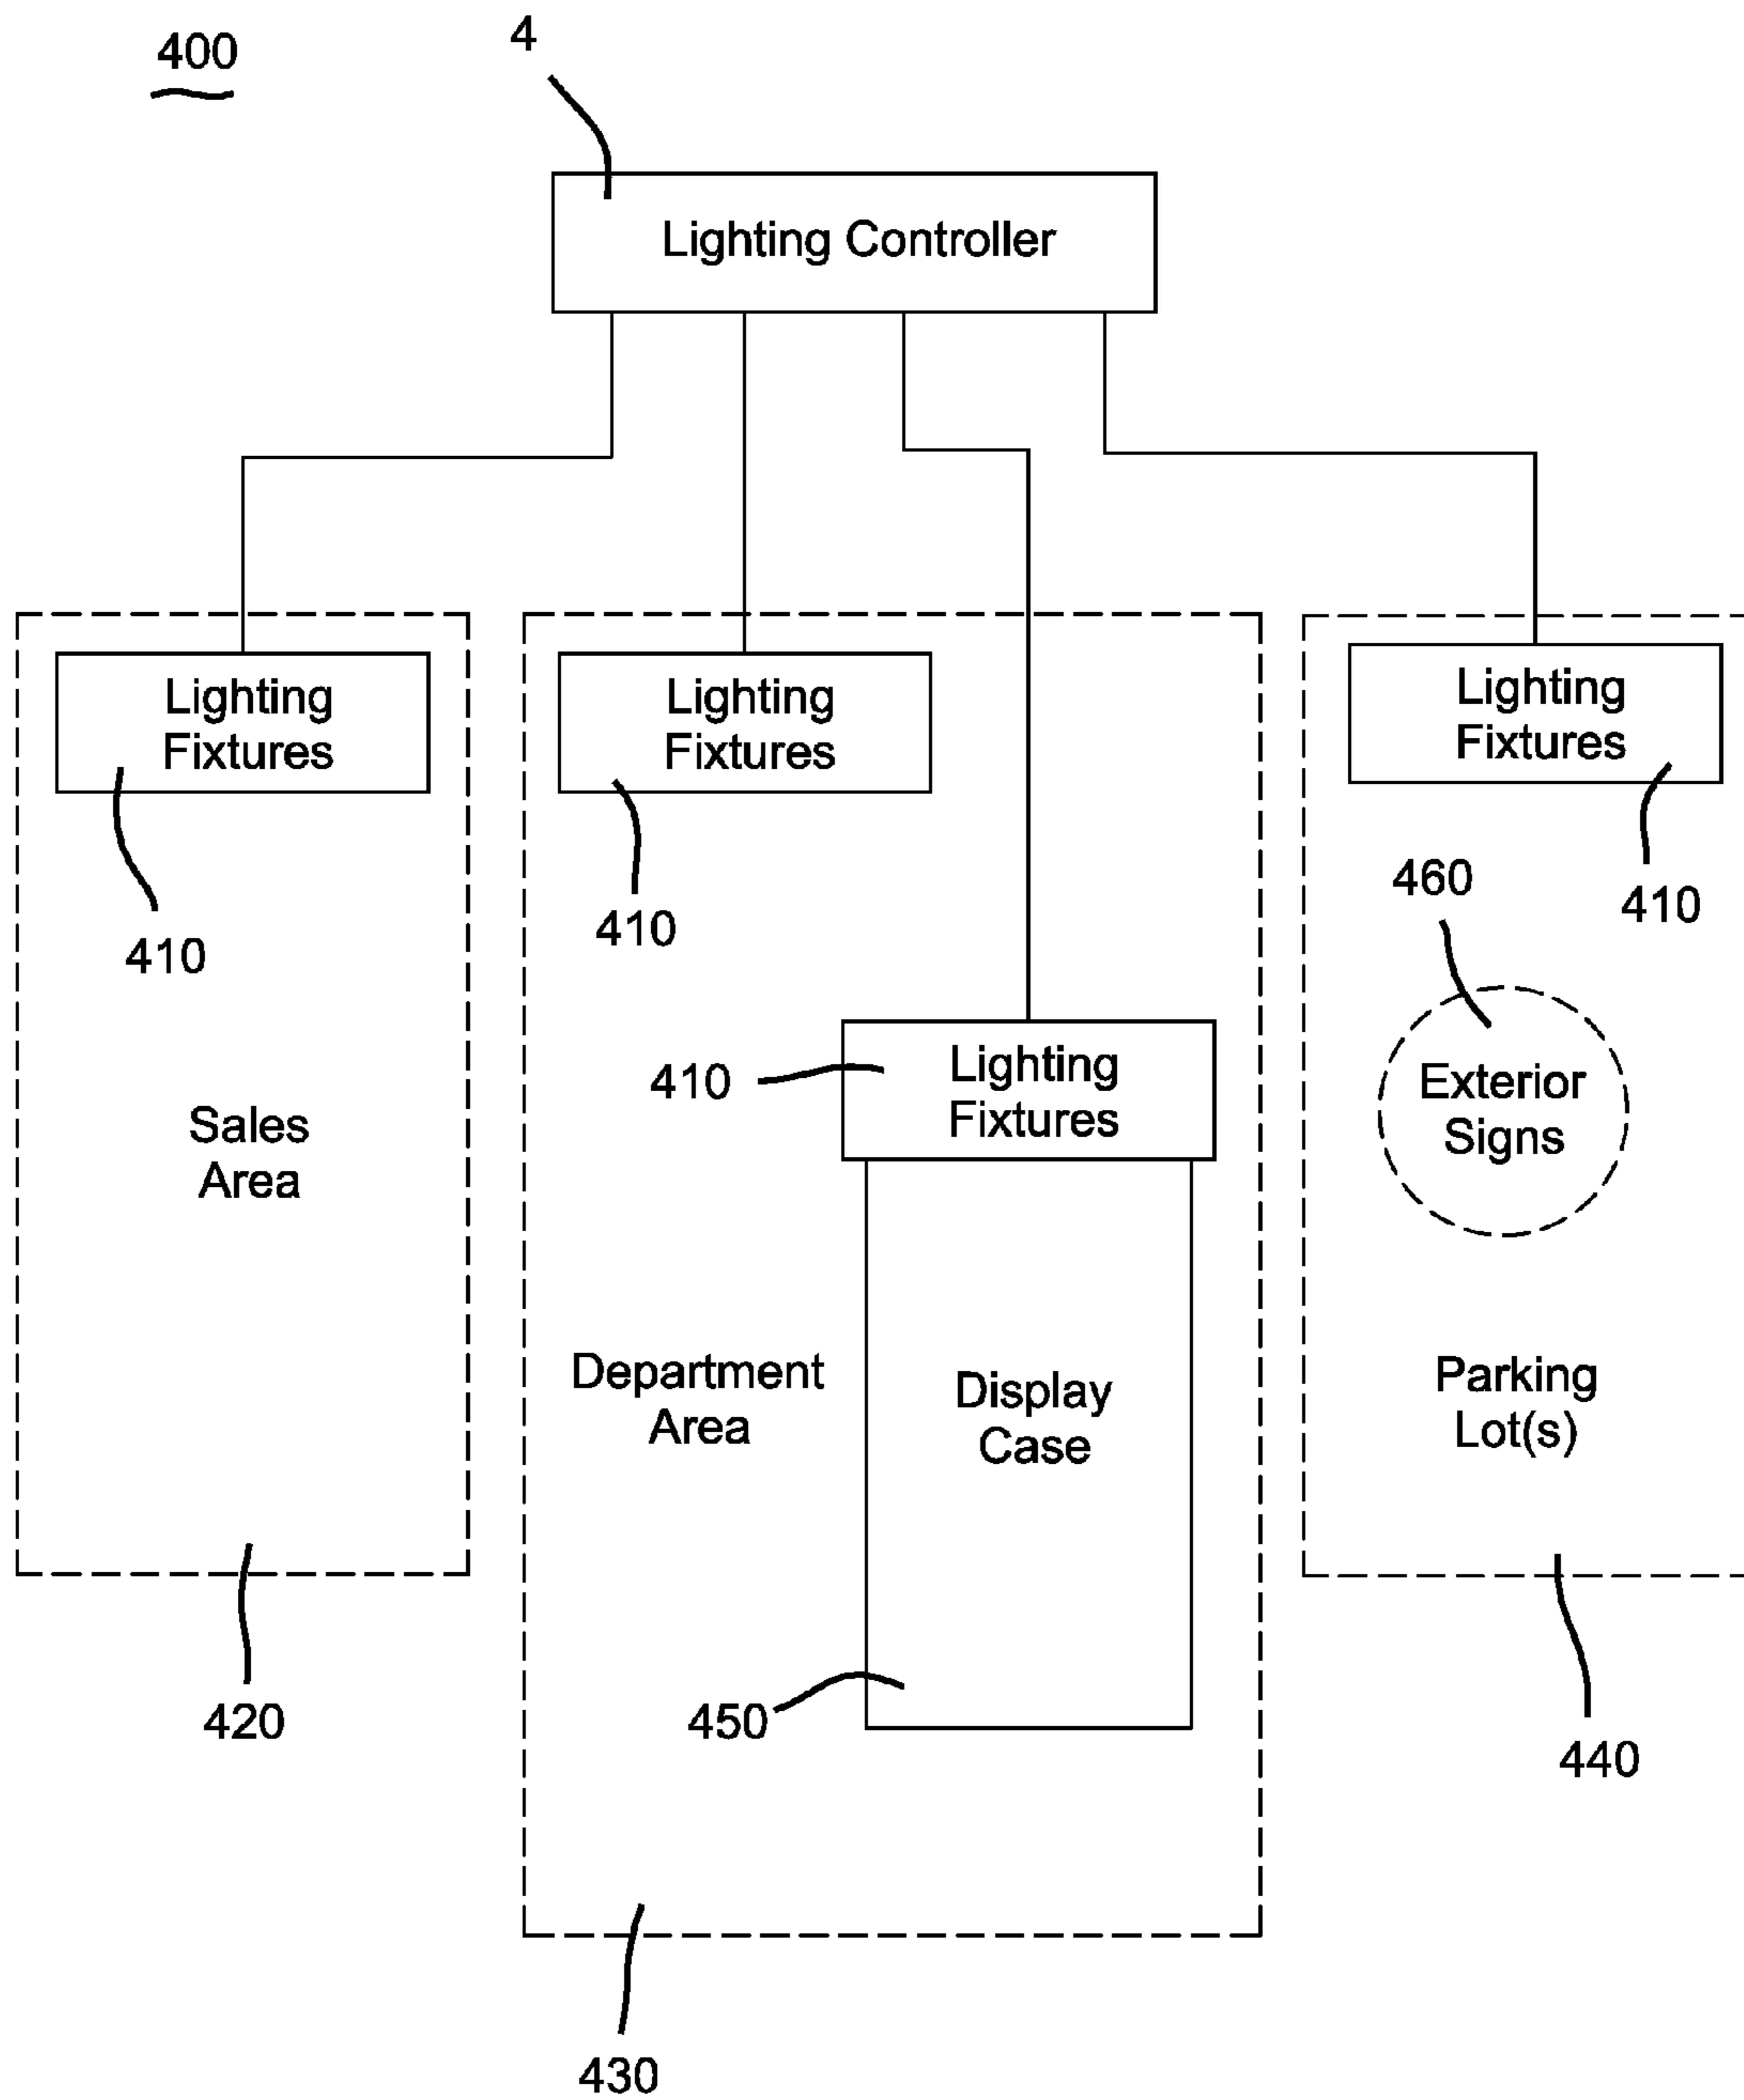 400
4
Lighting Controller
Lighting
Fixtures
410
Sales
Area
420
Lighting
Fixtures
410
410
Lighting
Fixtures
Department
Area
Display
Case
450
430
Lighting
Fixtures
410
460
Exterior
Signs
Parking
Lot(s)
440